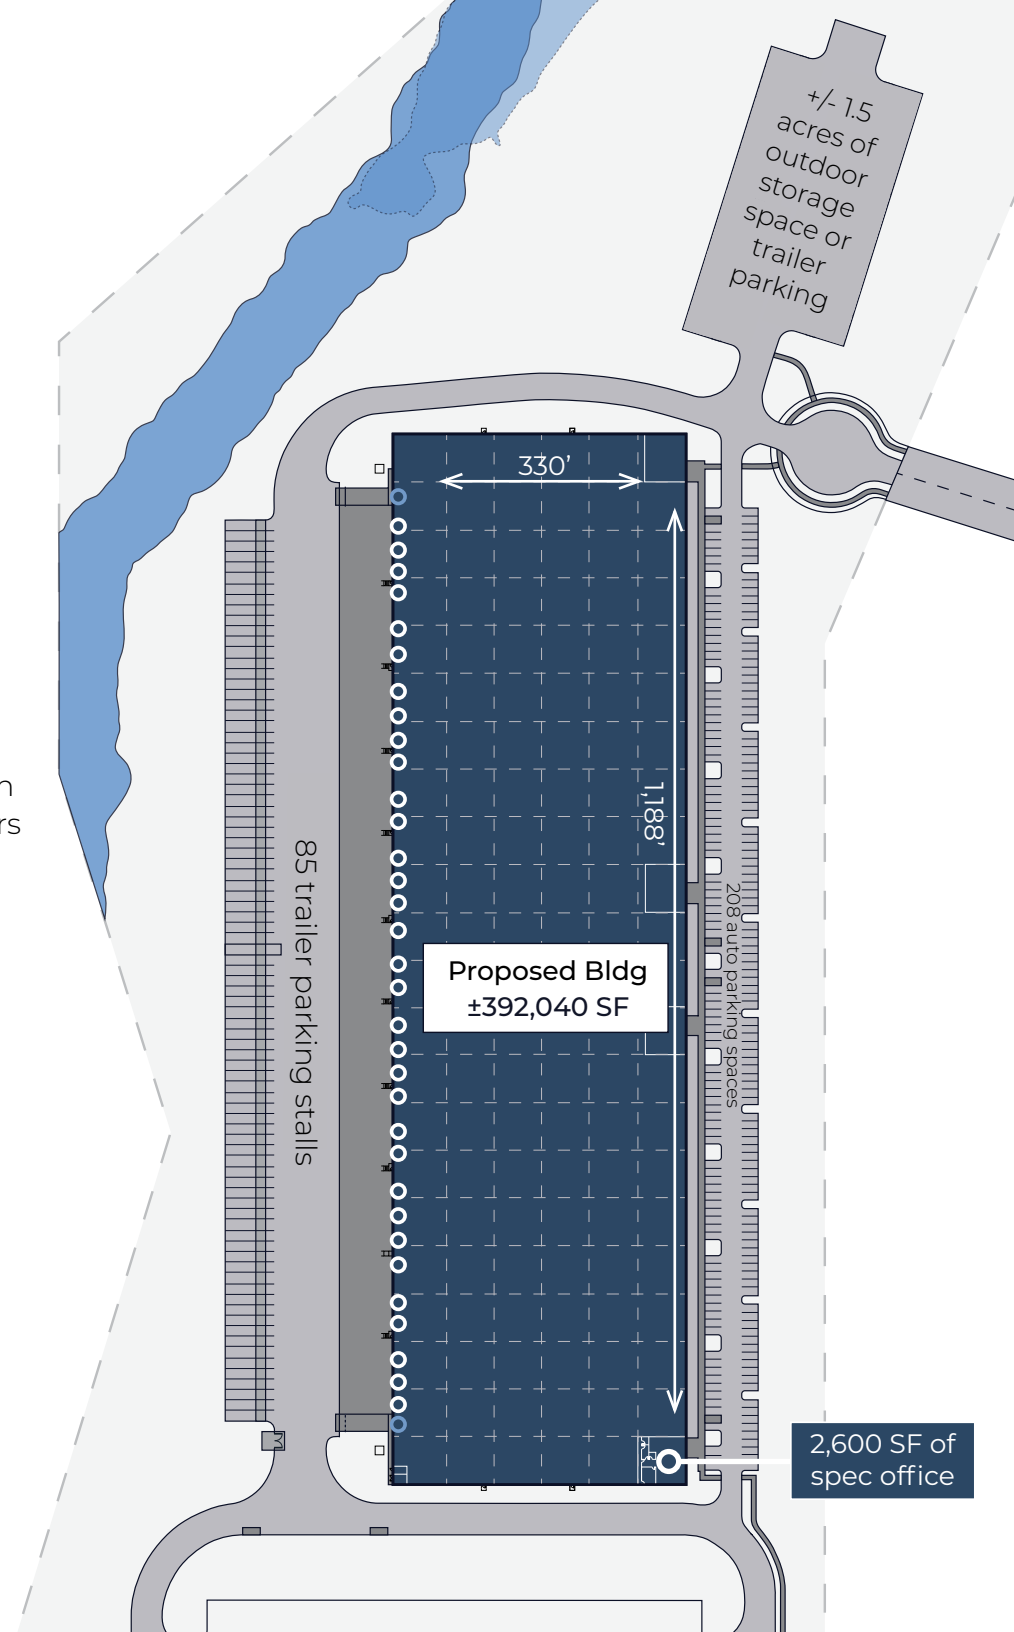 +/- 1.5
acres of
outdoor
storage
space or
trailer
parking
330’
1,188’
n
rs
85 trailer parking stalls
208 auto parking spaces
Proposed Bldg
±392,040 SF
2,600 SF of
spec office